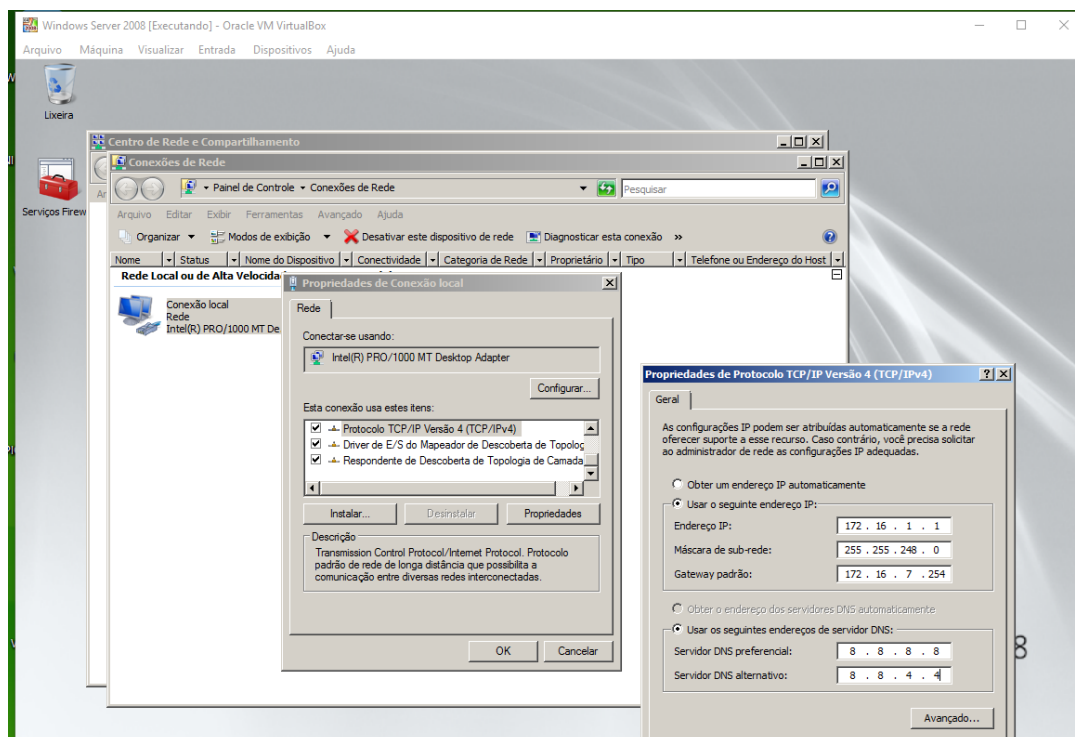 Windows Server 2008 [Executando] - Oracle VM VirtualBox
Arquivo Máquina Visualizar Entrada Dispositivos Ajuda
Lixeira
Serviços Firew
Centro de Rede e Compartilhamento
Conexões de Rede
Ar
Painel de Controle Conexões de Rede
Pesquisar
Arquivo Editar Exibir Ferramentas Avançado Ajuda
Organizar Modos de exibição Desativar este dispositivo de rede Diagnosticar esta conexão »
Nome Status Nome do Dispositivo Conectividade Categoria de Rede Proprietário Tipo Telefone ou Endereço do Host
Rede Local ou de Alta Velocida
Conexão local
Rede
Intel(R) PRO/1000 MT De
Propriedades de Conexão local
Rede
Conectar-se usando:
Intel(R) PRO/1000 MT Desktop Adapter
Configurar...
Esta conexão usa estes itens:
Protocolo TCP/IP Versão 4 (TCP/IPv4)
Driver de E/S do Mapeador de Descoberta de Topolog
Respondente de Descoberta de Topologia de Camada
Instalar... Desinstalar Propriedades
Descrição
Transmission Control Protocol/Internet Protocol. Protocolo
padrão de rede de longa distância que possibilita a
comunicação entre diversas redes interconectadas.
OK Cancelar
Propriedades de Protocolo TCP/IP Versão 4 (TCP/IPv4)
Geral
As configurações IP podem ser atribuídas automaticamente se a rede
oferecer suporte a esse recurso. Caso contrário, você precisa solicitar
ao administrador de rede as configurações IP adequadas.
Obter um endereço IP automaticamente
Usar o seguinte endereço IP:
Endereço IP: 172 . 16 . 1 . 1
Máscara de sub-rede: 255 . 255 . 248 . 0
Gateway padrão: 172 . 16 . 7 . 254
Obter o endereço dos servidores DNS automaticamente
Usar os seguintes endereços de servidor DNS:
Servidor DNS preferencial: 8 . 8 . 8 . 8
Servidor DNS alternativo: 8 . 8 . 4 . 4
Avançado...
8